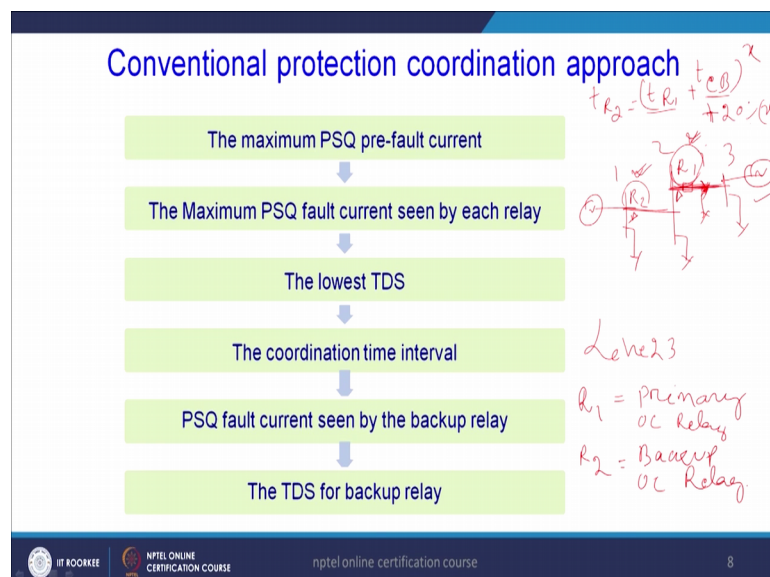 Conventional protection coordination approach
The maximum PSQ pre-fault current
The Maximum PSQ fault current seen by each relay
The lowest TDS
The coordination time interval
PSQ fault current seen by the backup relay
The TDS for backup relay
tR2 = (tR1 + tCB)x
+20%
1 2 3
R2 R1
R1 = Primary
OC Relay
R2 = Backup
OC Relay
IIT ROORKEE
NPTEL ONLINE
CERTIFICATION COURSE
nptel online certification course
8